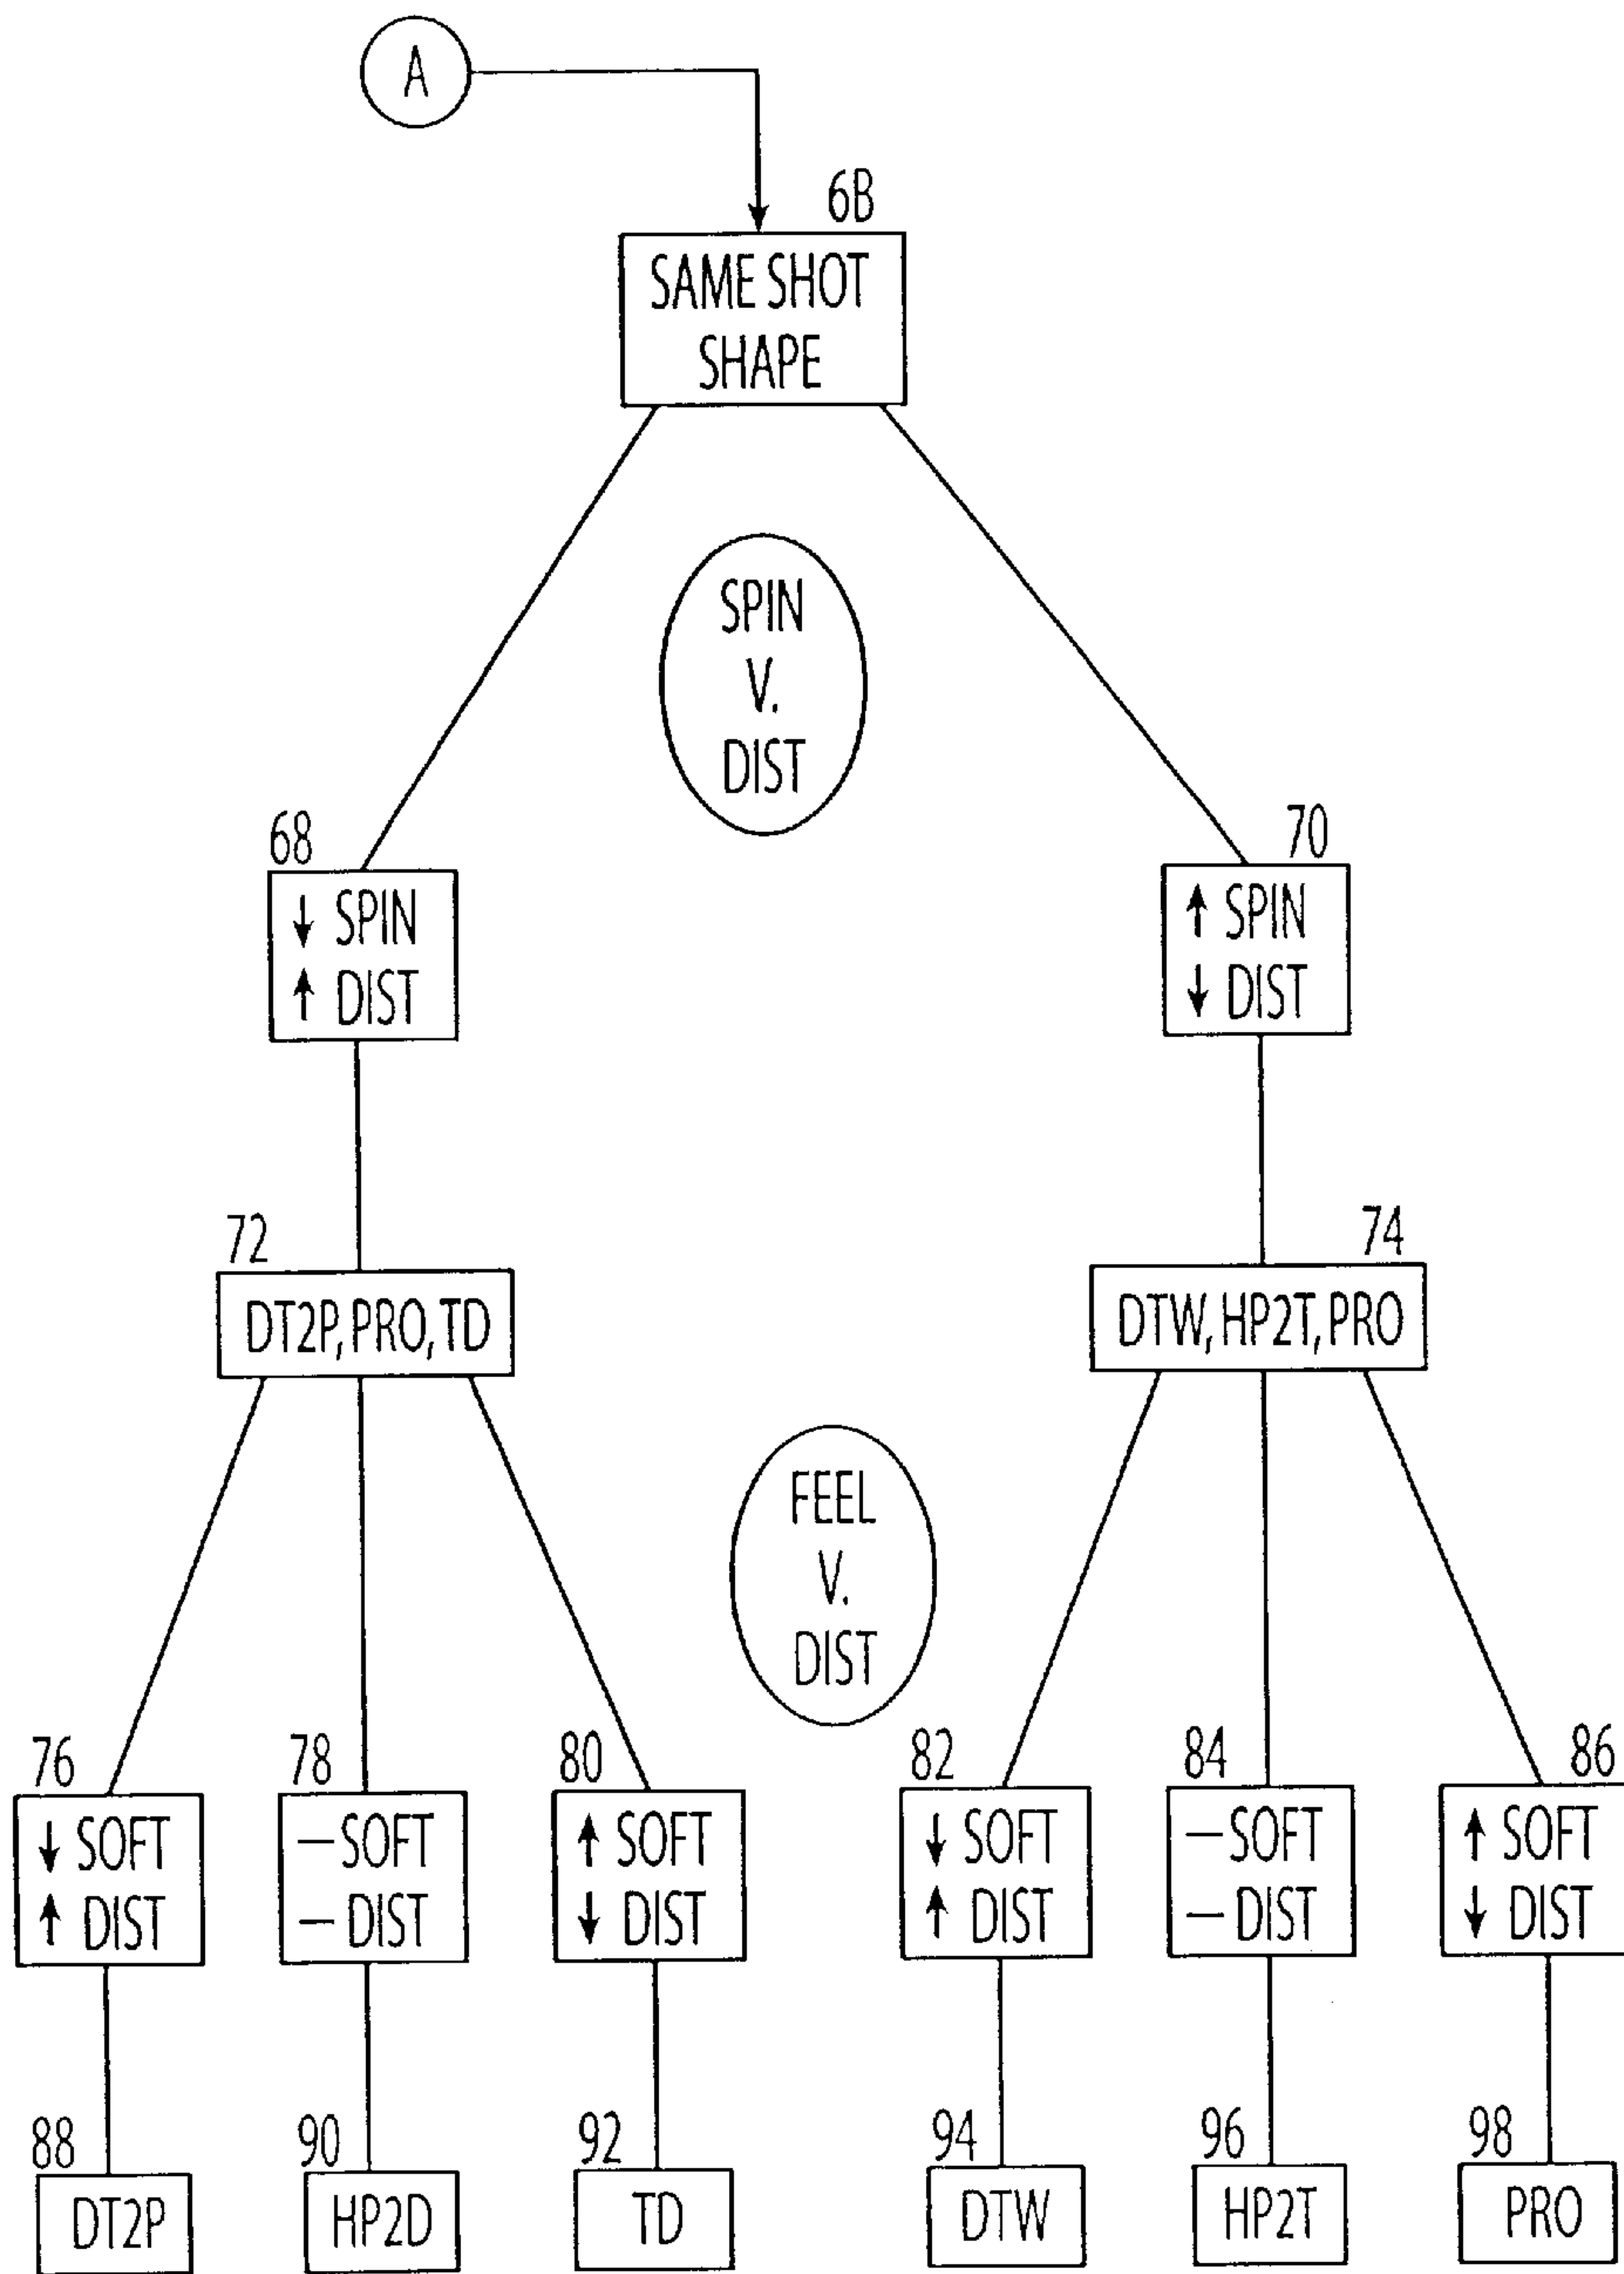 A
6B
SAME SHOT
SHAPE
SPIN
V.
DIST
68
↓ SPIN
↑ DIST
70
↑ SPIN
↓ DIST
72
DT2P, PRO, TD
74
DTW, HP2T, PRO
FEEL
V.
DIST
76
↓ SOFT
↑ DIST
78
— SOFT
— DIST
80
↑ SOFT
↓ DIST
82
↓ SOFT
↑ DIST
84
— SOFT
— DIST
86
↑ SOFT
↓ DIST
88
DT2P
90
HP2D
92
TD
94
DTW
96
HP2T
98
PRO